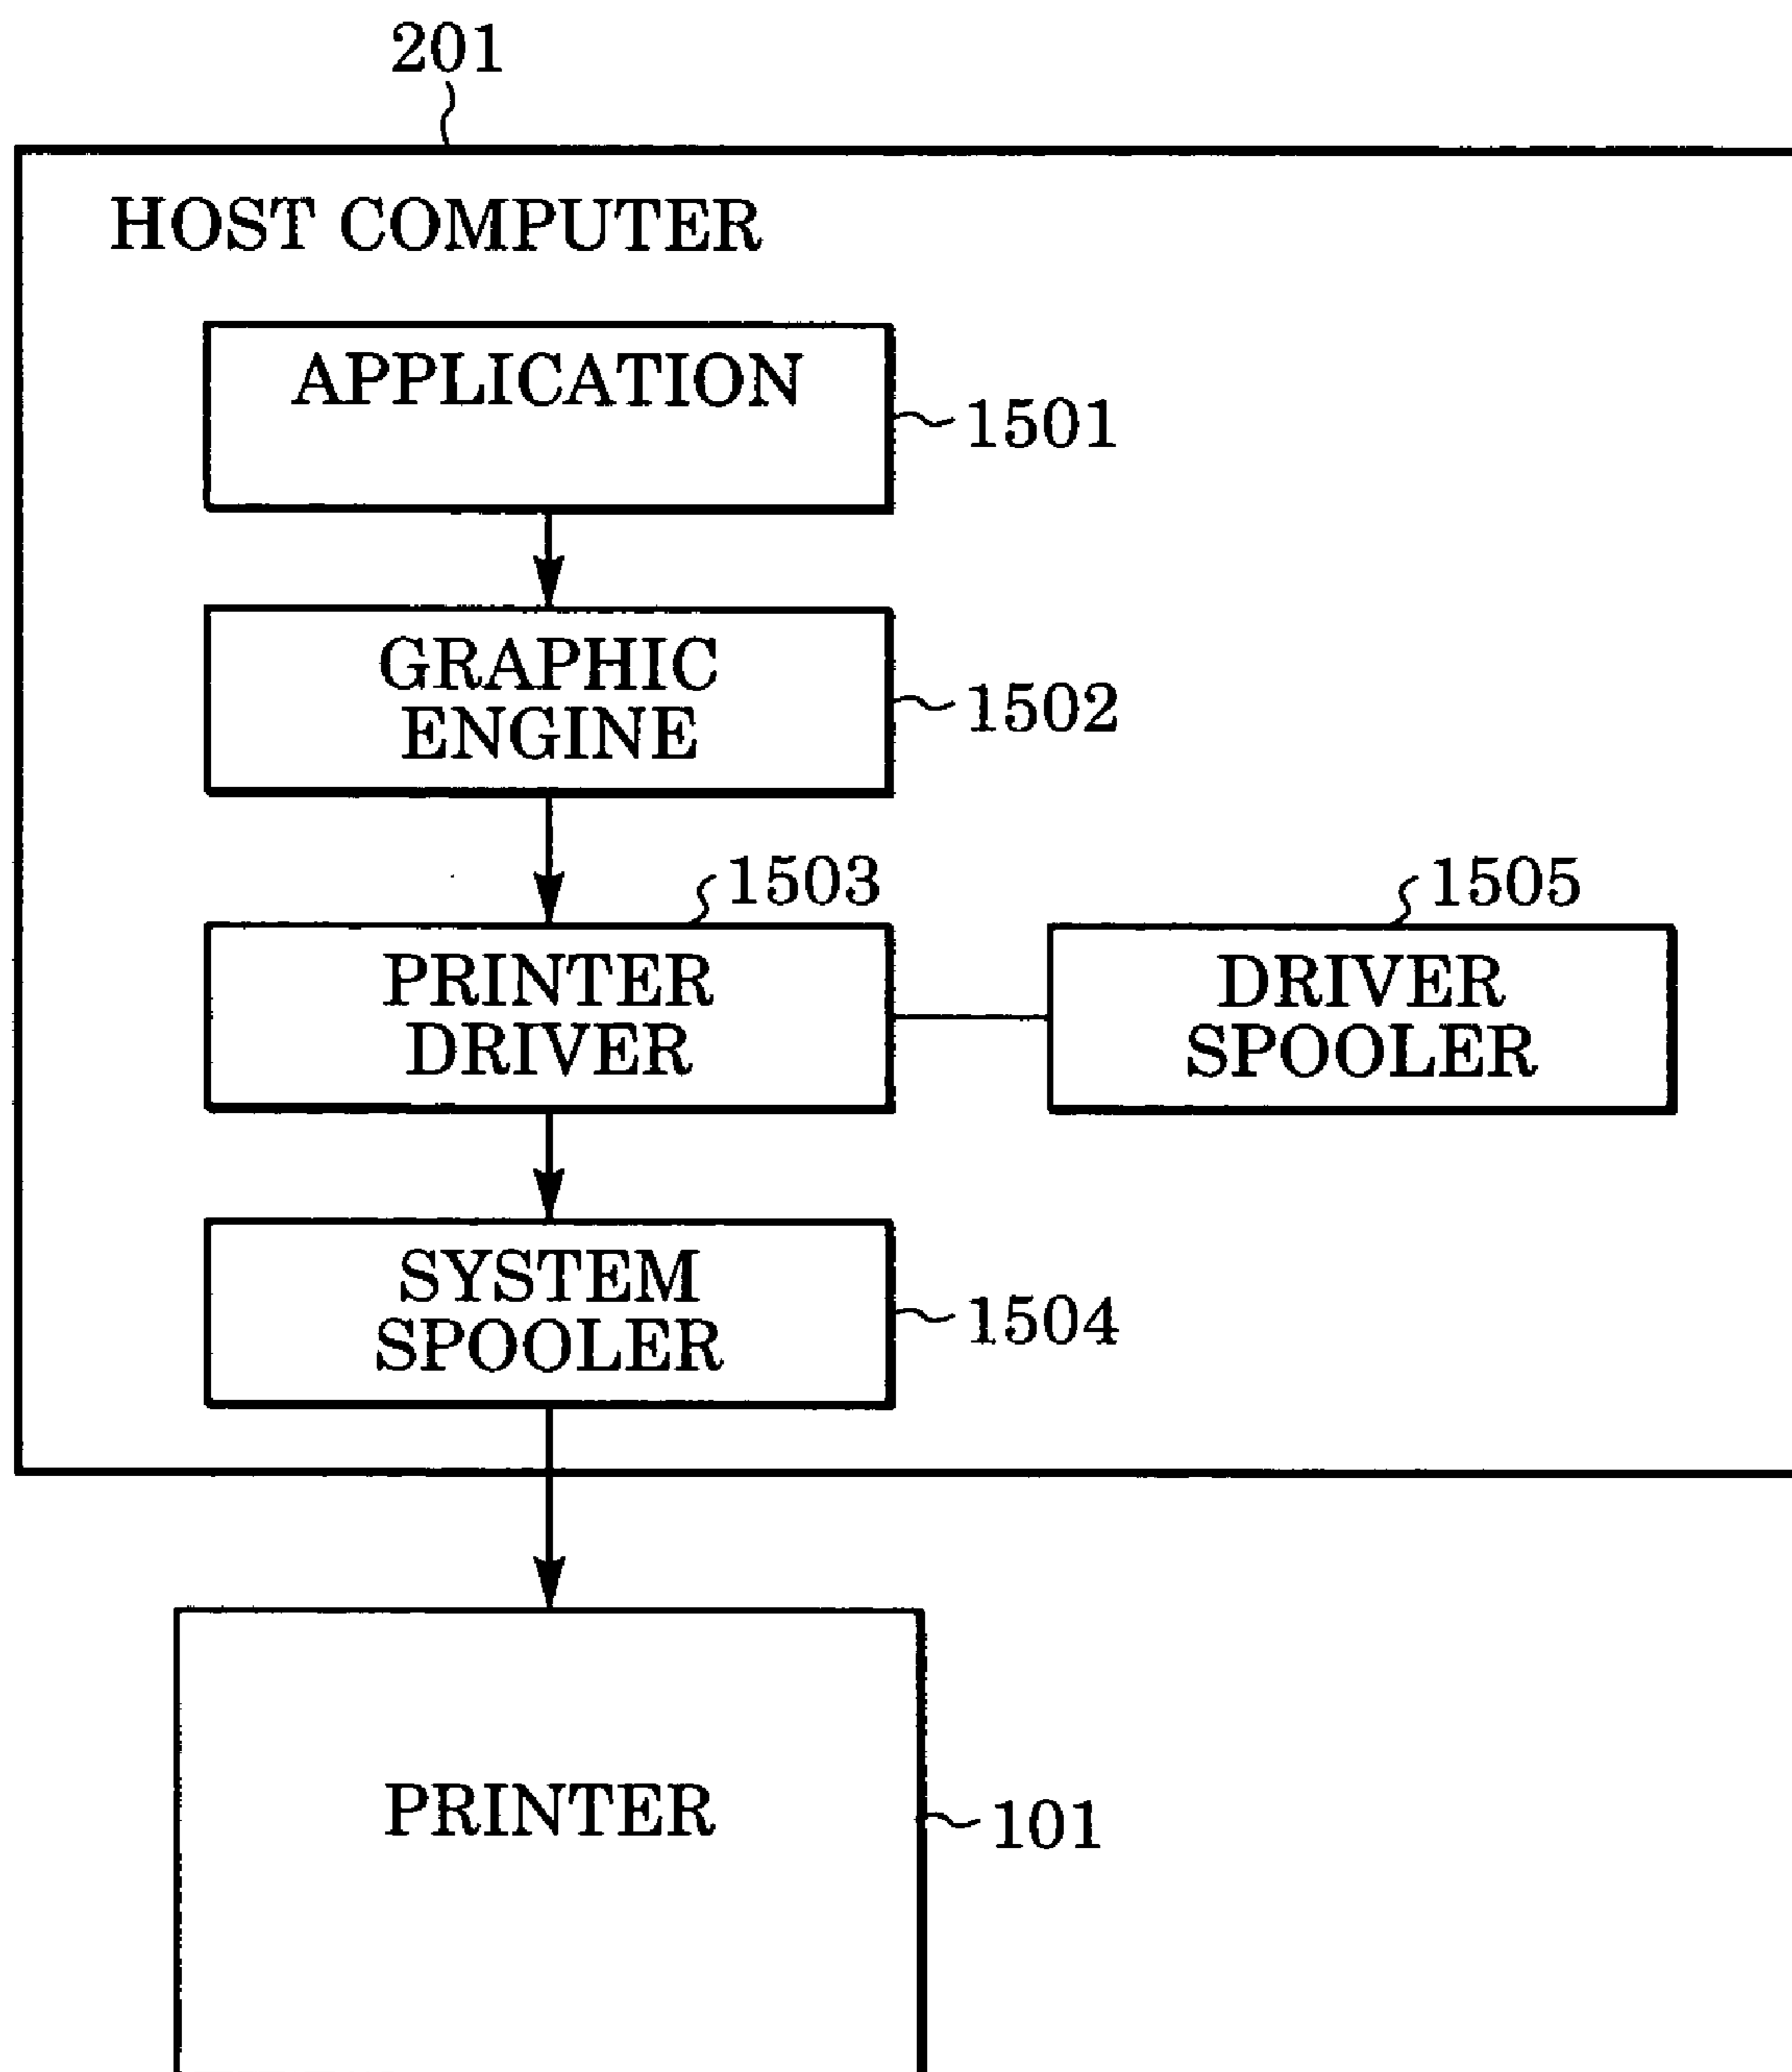 201
HOST COMPUTER
APPLICATION
1501
GRAPHIC
ENGINE
1502
1503
PRINTER
DRIVER
1505
DRIVER
SPOOLER
SYSTEM
SPOOLER
1504
PRINTER
101